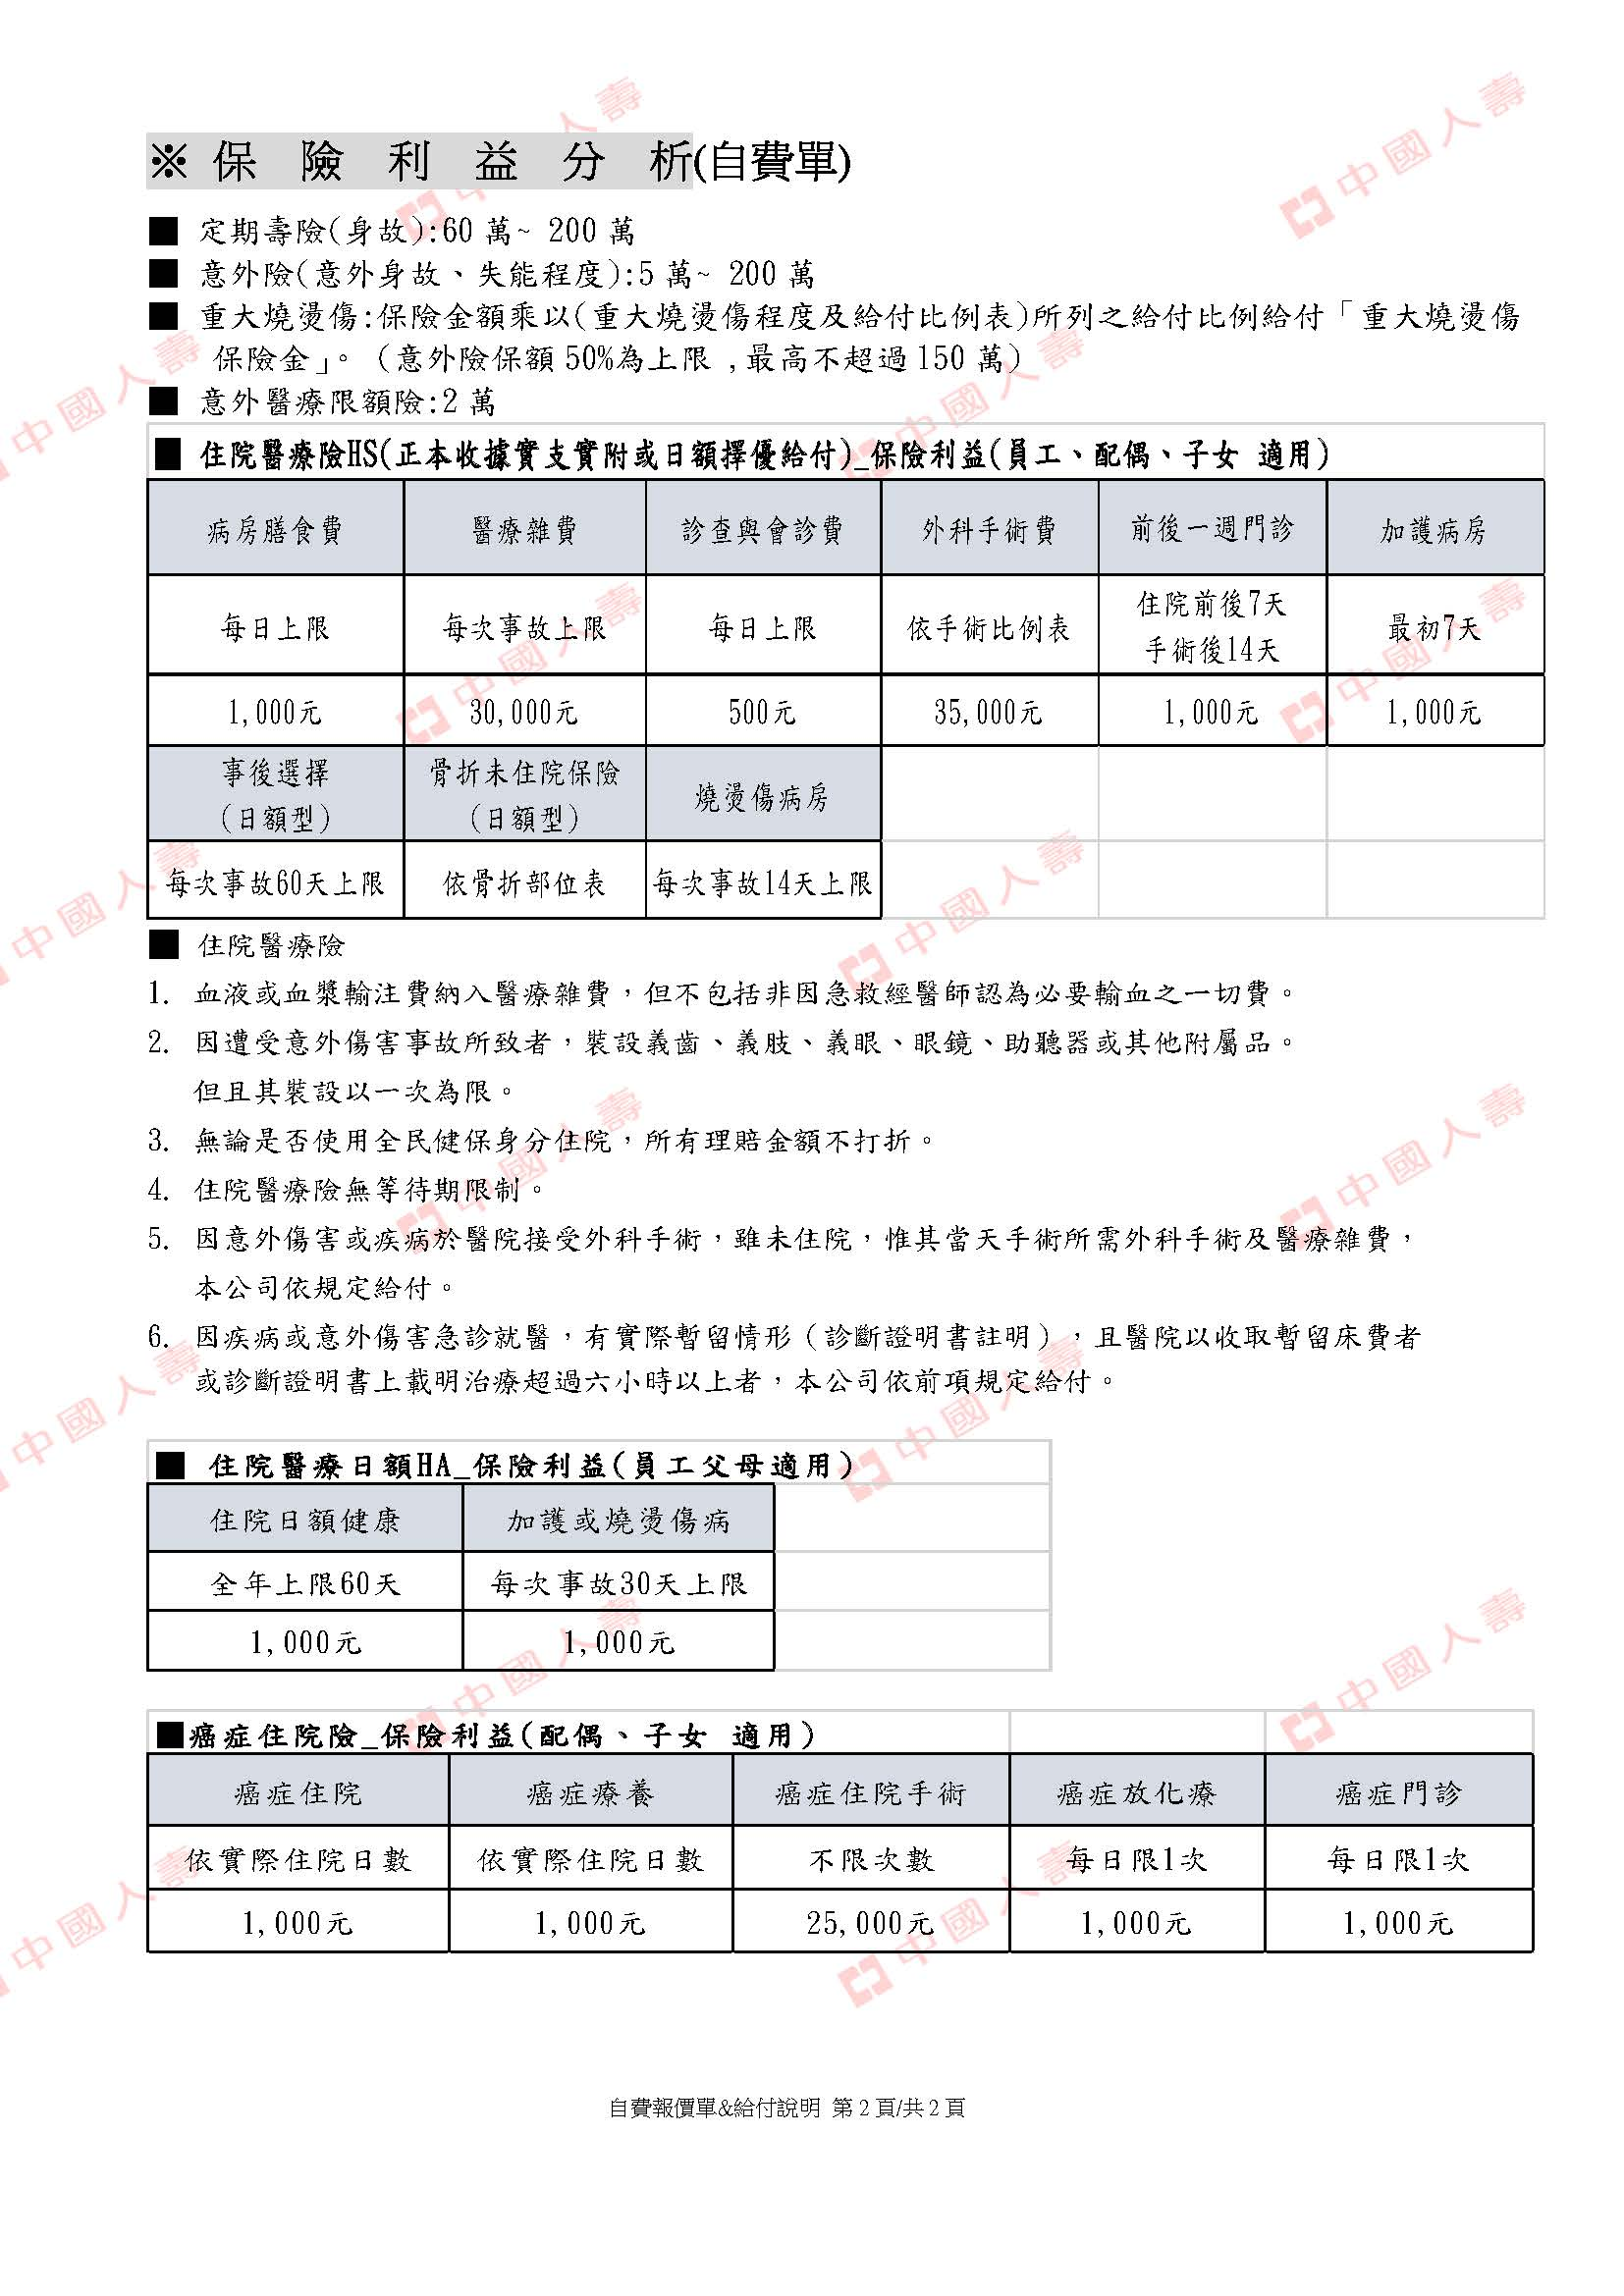 ※ 保 險 利 益 分 析(自費單)
■ 定期壽險(身故):60 萬~ 200 萬
■ 意外險(意外身故、失能程度):5 萬~ 200 萬
■ 重大燒燙傷:保險金額乘以(重大燒燙傷程度及給付比例表)所列之給付比例給付「重大燒燙傷
保險金」。(意外險保額 50%為上限 ,最高不超過 150 萬)
■ 意外醫療限額險:2 萬
■ 住院醫療險HS(正本收據實支實附或日額擇優給付)_保險利益(員工、配偶、子女 適用)
病房膳食費 醫療雜費 診查與會診費 外科手術費 前後一週門診 加護病房
每日上限 每次事故上限 每日上限 依手術比例表 住院前後7天 最初7天
手術後14天
1,000元 30,000元 500元 35,000元 1,000元 1,000元
事後選擇 骨折未住院保險 燒燙傷病房
(日額型) (日額型)
每次事故60天上限 依骨折部位表 每次事故14天上限
■ 住院醫療險
1. 血液或血漿輸注費納入醫療雜費,但不包括非因急救經醫師認為必要輸血之一切費。
2. 因遭受意外傷害事故所致者,裝設義齒、義肢、義眼、眼鏡、助聽器或其他附屬品。
但且其裝設以一次為限。
3. 無論是否使用全民健保身分住院,所有理賠金額不打折。
4. 住院醫療險無等待期限制。
5. 因意外傷害或疾病於醫院接受外科手術,雖未住院,惟其當天手術所需外科手術及醫療雜費,
本公司依規定給付。
6. 因疾病或意外傷害急診就醫,有實際暫留情形(診斷證明書註明),且醫院以收取暫留床費者
或診斷證明書上載明治療超過六小時以上者,本公司依前項規定給付。
■ 住院醫療日額HA_保險利益(員工父母適用)
住院日額健康 加護或燒燙傷病
全年上限60天 每次事故30天上限
1,000元 1,000元
■癌症住院險_保險利益(配偶、子女 適用)
癌症住院 癌症療養 癌症住院手術 癌症放化療 癌症門診
依實際住院日數 依實際住院日數 不限次數 每日限1次 每日限1次
1,000元 1,000元 25,000元 1,000元 1,000元
自費報價單&給付說明 第 2 頁/共 2 頁
中國人壽